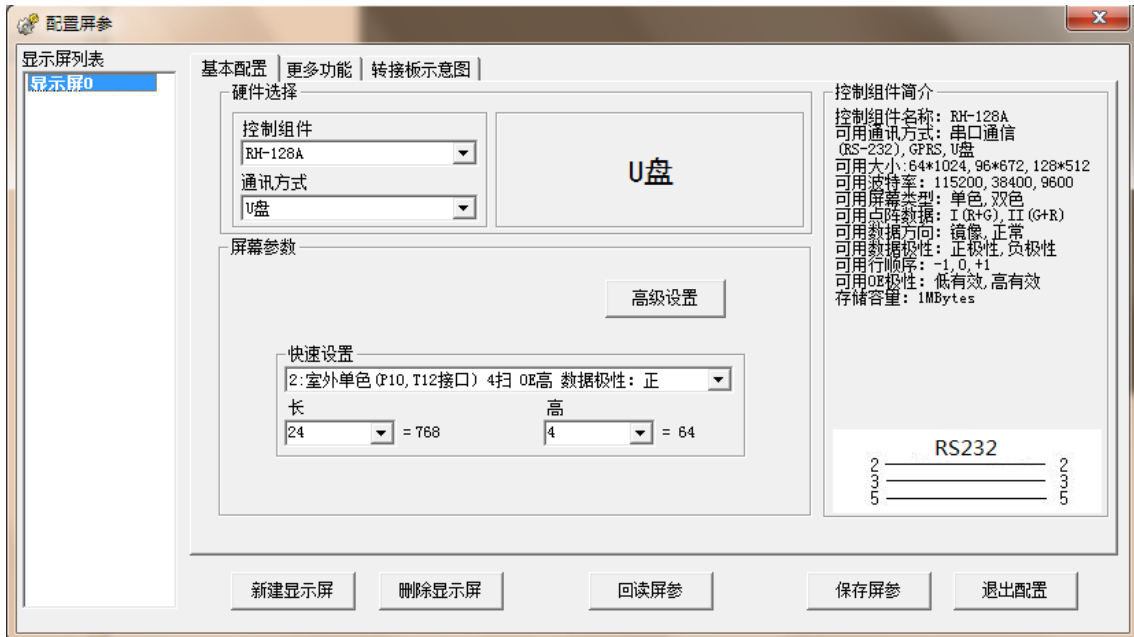 配置屏参
显示屏列表
显示屏0
基本配置 更多功能 转接板示意图
硬件选择
控制组件
RH-128A
通讯方式
U盘
U盘
屏幕参数
高级设置
快速设置
2:室外单色(P10,T12接口) 4扫 OE高 数据极性: 正
长 高
24 =768 4 = 64
控制组件简介
控制组件名称: RH-128A
可用通讯方式: 串口通信
(RS-232),GPRS,U盘
可用大小:64*1024,96*672,128*512
可用波特率: 115200,38400,9600
可用屏幕类型: 单色,双色
可用点阵数据: I(R+G),II(G+R)
可用数据方向: 镜像,正常
可用数据极性: 正极性,负极性
可用行顺序: -1,0,+1
可用OE极性: 低有效,高有效
存储容量: 1MBytes
RS232
2 2
3 3
5 5
新建显示屏 删除显示屏 回读屏参 保存屏参 退出配置